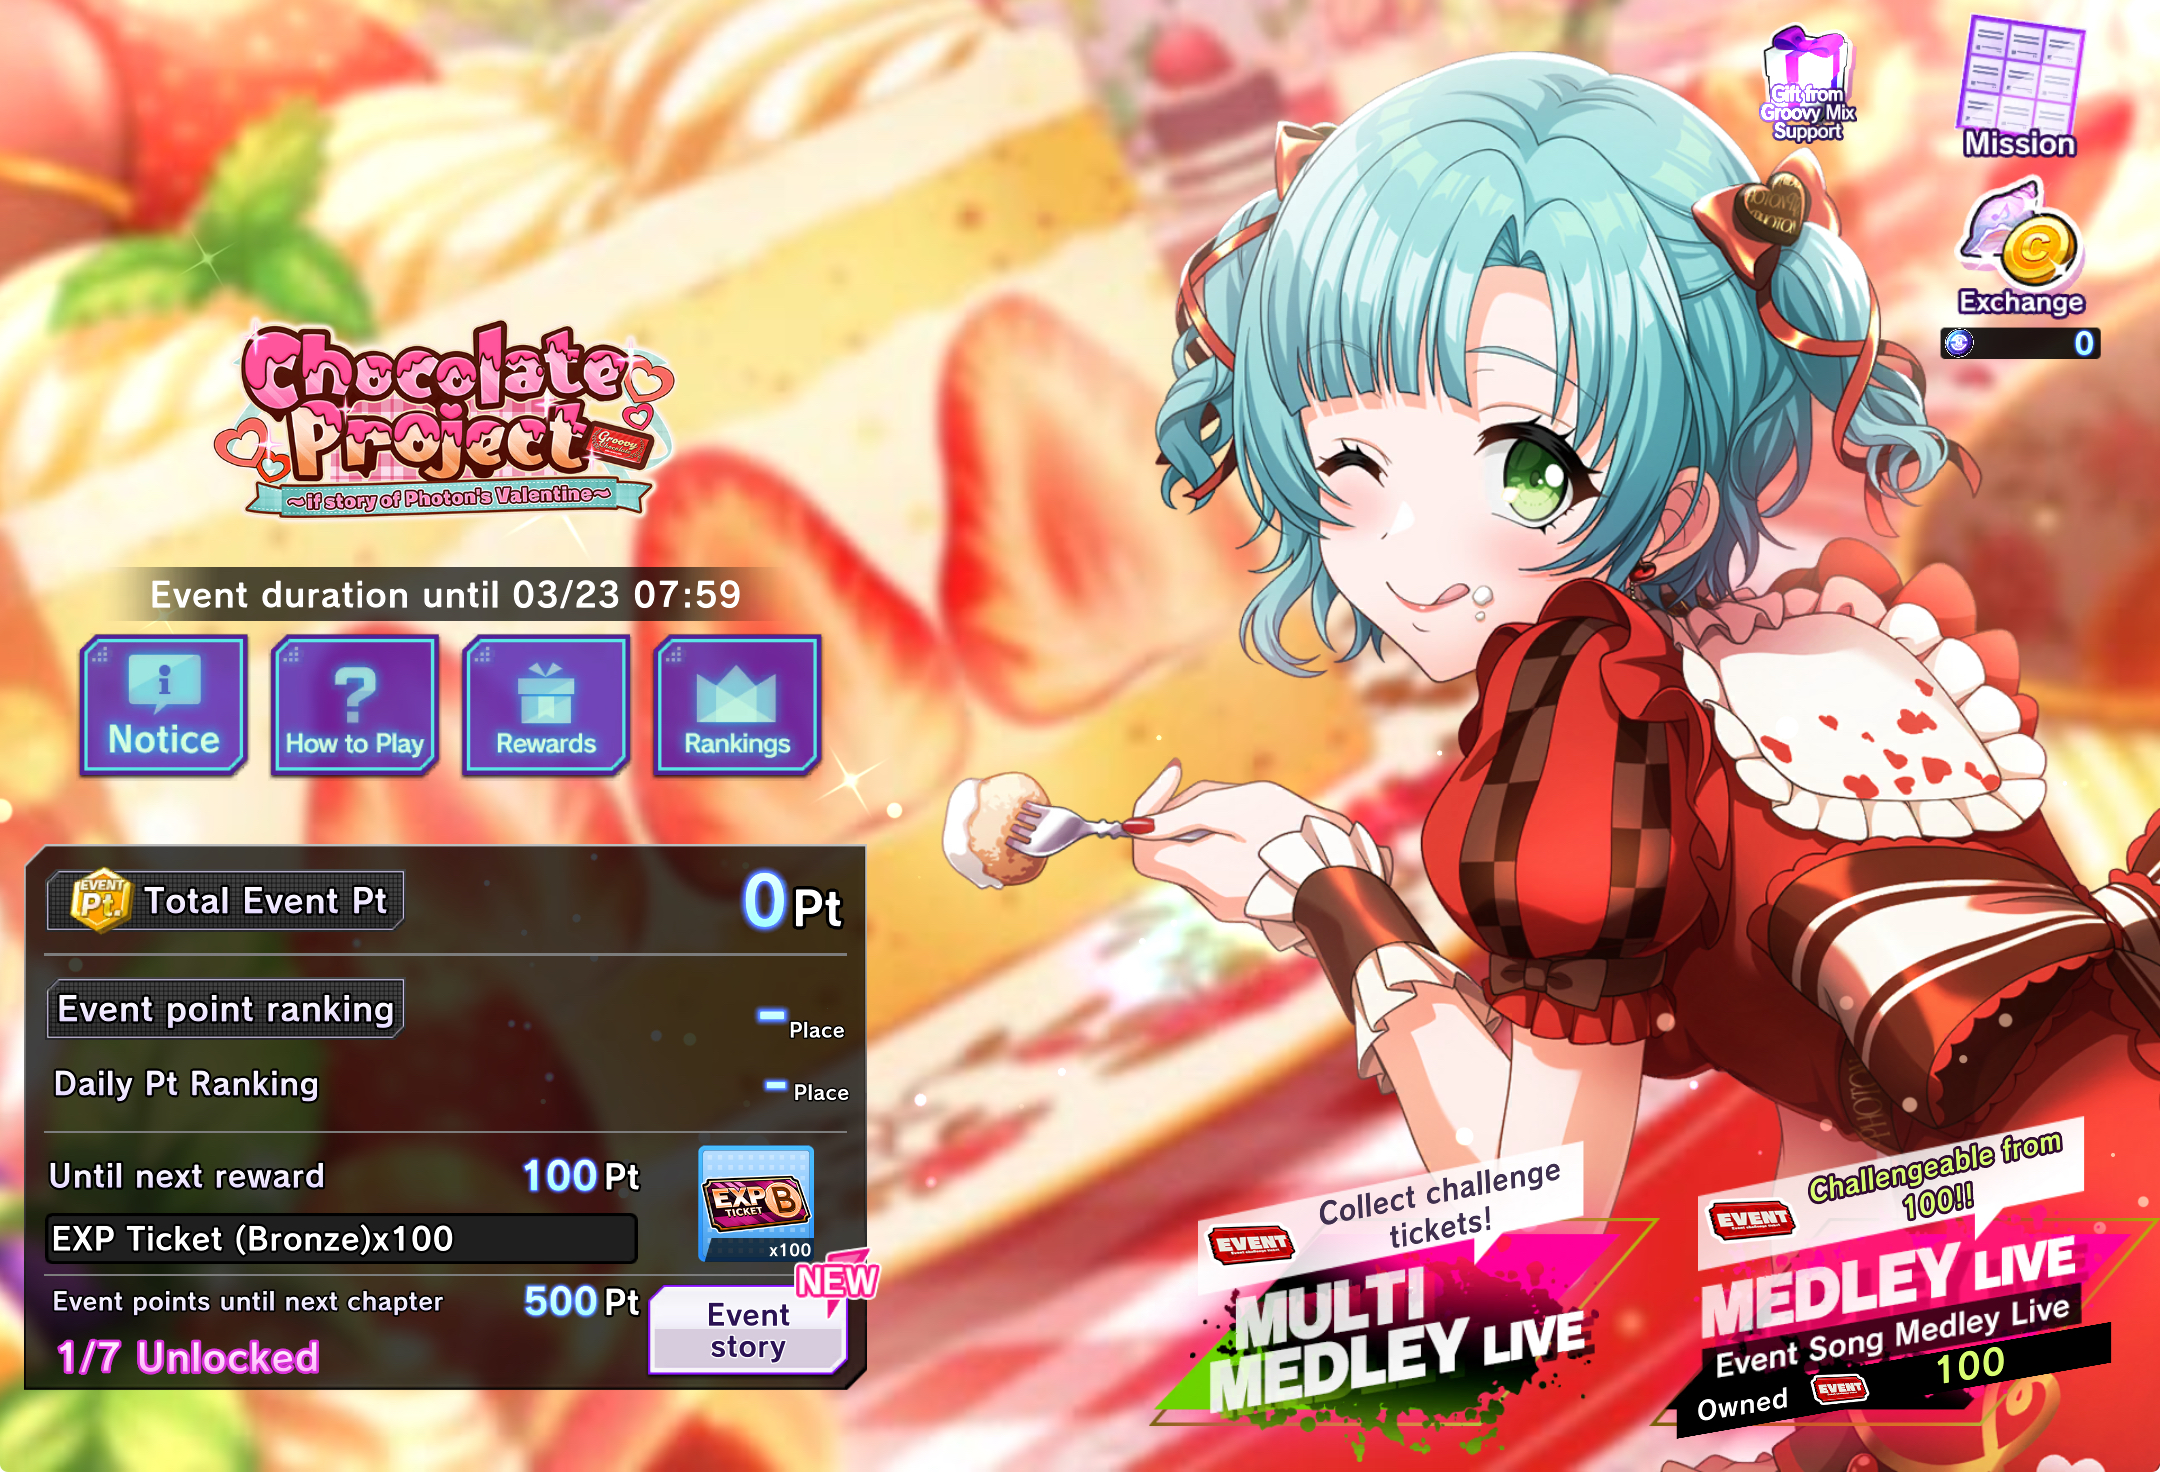 Gift from
Groovy Mix
Support
Mission
Exchange
0
Chocolate
Project
Groovy
Chocolate
~if story of Photon's Valentine~
Event duration until 03/23 07:59
Notice
How to Play
Rewards
Rankings
EVENT
Pt.
Total Event Pt
0 Pt
Event point ranking
- Place
Daily Pt Ranking
- Place
Until next reward
100 Pt
EXP
TICKET
B
x100
EXP Ticket (Bronze)x100
Event points until next chapter
500 Pt
1/7 Unlocked
NEW
Event
story
EVENT
Collect challenge
tickets!
MULTI
MEDLEY LIVE
EVENT
Challengeable from
100!!
MEDLEY LIVE
Event Song Medley Live
Owned
EVENT
100